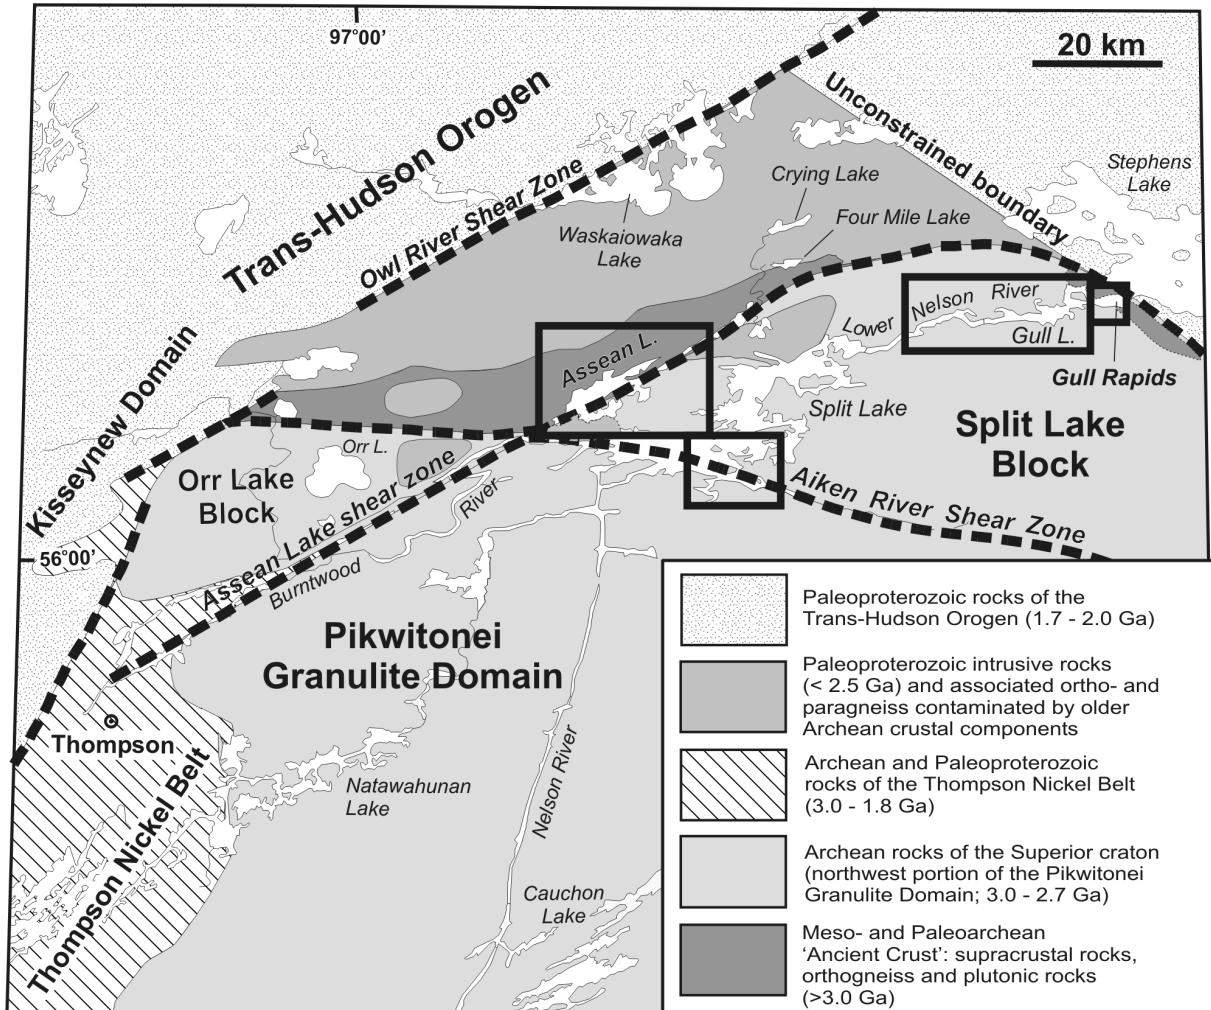 97°00'
20 km
Trans-Hudson Orogen
Unconstrained boundary
Stephens
Lake
Crying Lake
Owl River Shear Zone
Four Mile Lake
Waskaiowaka
Lake
Nelson River
Lower
Gull L.
Assean L.
Gull Rapids
Kisseynew Domain
Split Lake
Split Lake
Block
Orr L.
Orr Lake
Block
Aiken River Shear Zone
Assean Lake shear zone
River
56°00'
Burntwood
Pikwitonei
Granulite Domain
Thompson
Thompson Nickel Belt
Natawahunan
Lake
Nelson River
Cauchon
Lake
Paleoproterozoic rocks of the
Trans-Hudson Orogen (1.7 - 2.0 Ga)
Paleoproterozoic intrusive rocks
(< 2.5 Ga) and associated ortho- and
paragneiss contaminated by older
Archean crustal components
Archean and Paleoproterozoic
rocks of the Thompson Nickel Belt
(3.0 - 1.8 Ga)
Archean rocks of the Superior craton
(northwest portion of the Pikwitonei
Granulite Domain; 3.0 - 2.7 Ga)
Meso- and Paleoarchean
‘Ancient Crust’: supracrustal rocks,
orthogneiss and plutonic rocks
(>3.0 Ga)